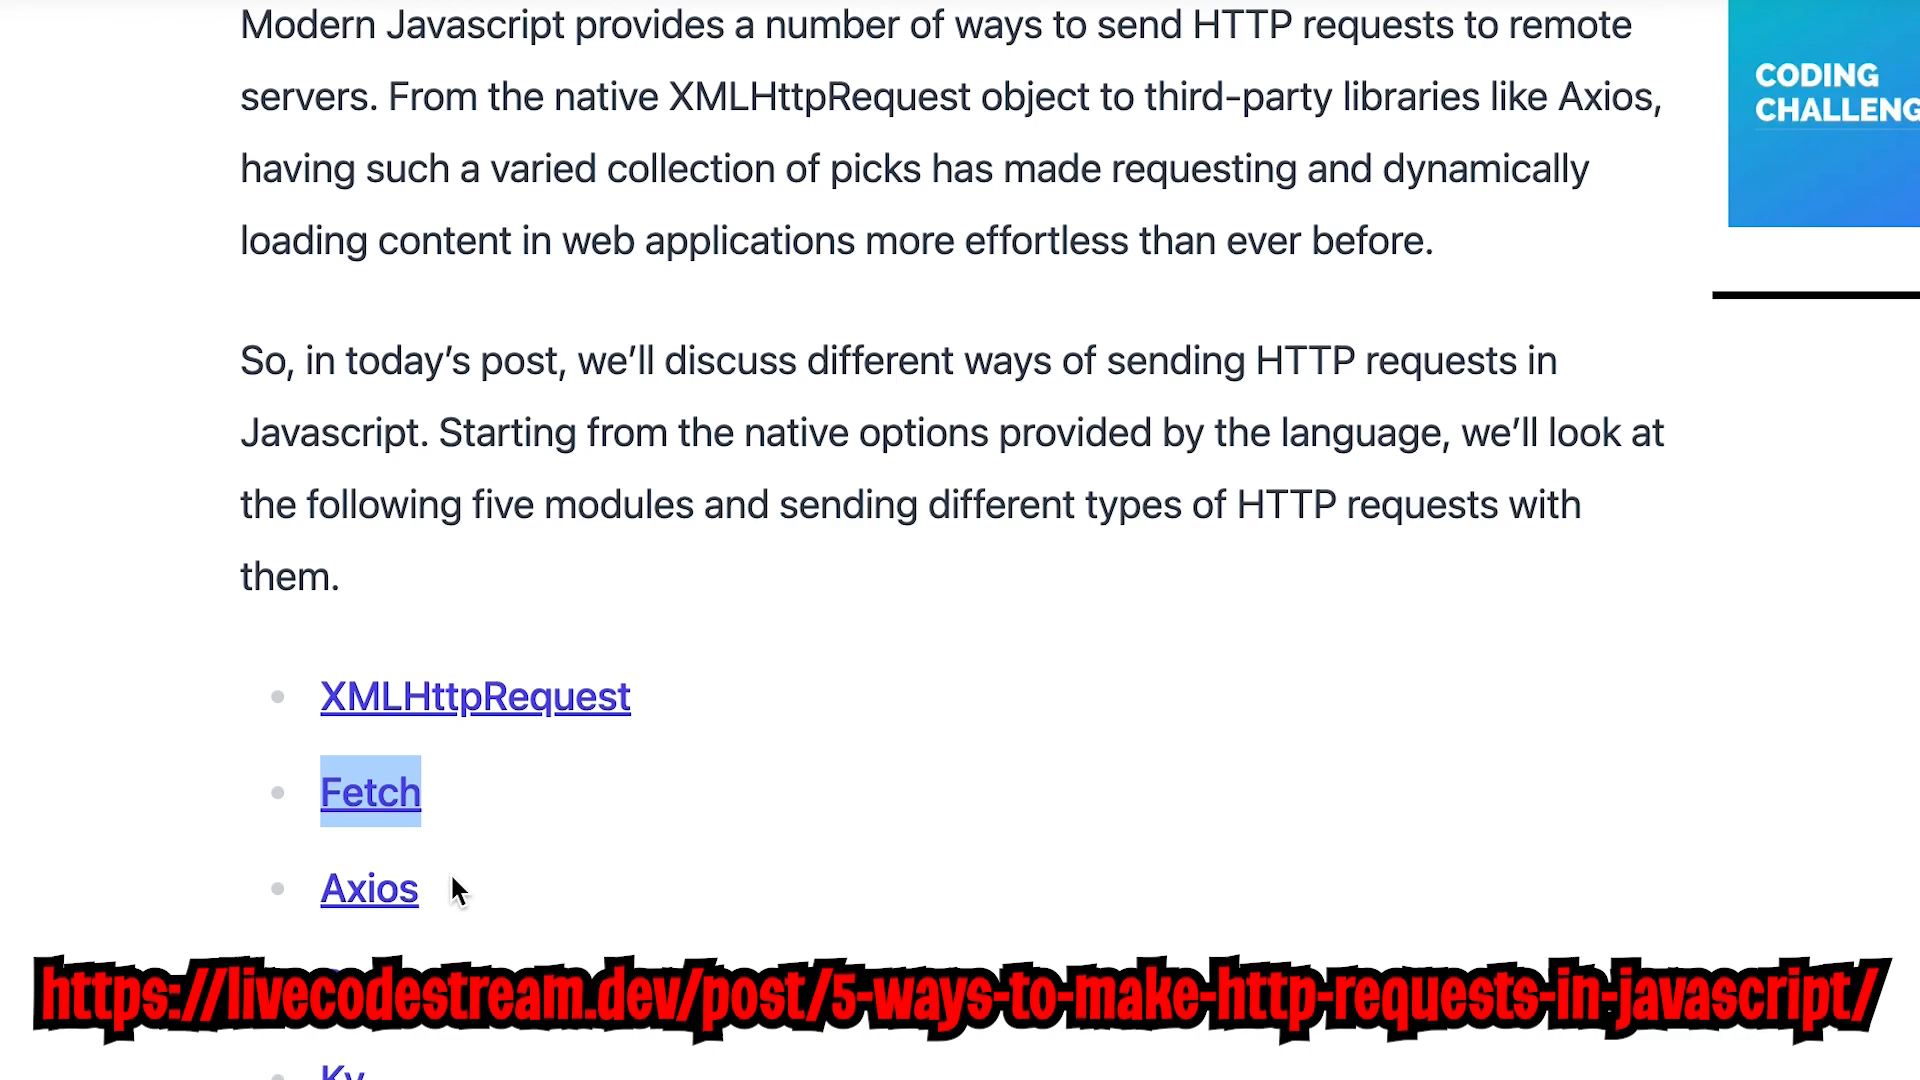 Modern Javascript provides a number of ways to send HTTP requests to remote
servers. From the native XMLHttpRequest object to third-party libraries like Axios,
having such a varied collection of picks has made requesting and dynamically
loading content in web applications more effortless than ever before.
So, in today’s post, we’ll discuss different ways of sending HTTP requests in
Javascript. Starting from the native options provided by the language, we’ll look at
the following five modules and sending different types of HTTP requests with
them.
XMLHttpRequest
Fetch
Axios
https://livecodestream.dev/post/5-ways-to-make-http-requests-in-javascript/
Ky
CODING
CHALLENG